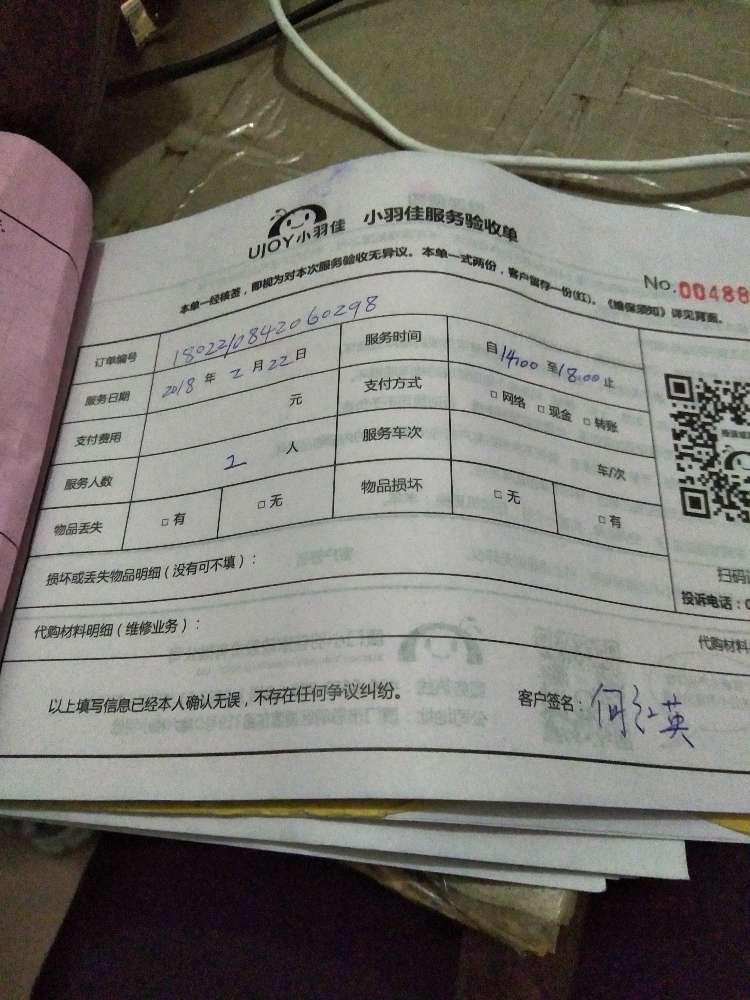 UJOY小羽佳 小羽佳服务验收单
No.00488
本单一经核签，即视为对本次服务验收无异议。本单一式两份，客户留存一份(红)。《维保须知》详见背面。
订单编号 1802210842060298 服务时间 自14:00至18:00止
服务日期 2018年2月22日 支付方式 □网络 □现金 □转账
支付费用 元 服务车次 车/次
服务人数 2人 物品损坏 □无 □有
物品丢失 □有 □无
损坏或丢失物品明细（没有可不填）：
扫码
投诉电话：0
代购材料明细（维修业务）： 代购材料
以上填写信息已经本人确认无误，不存在任何争议纠纷。 客户签名：何红英